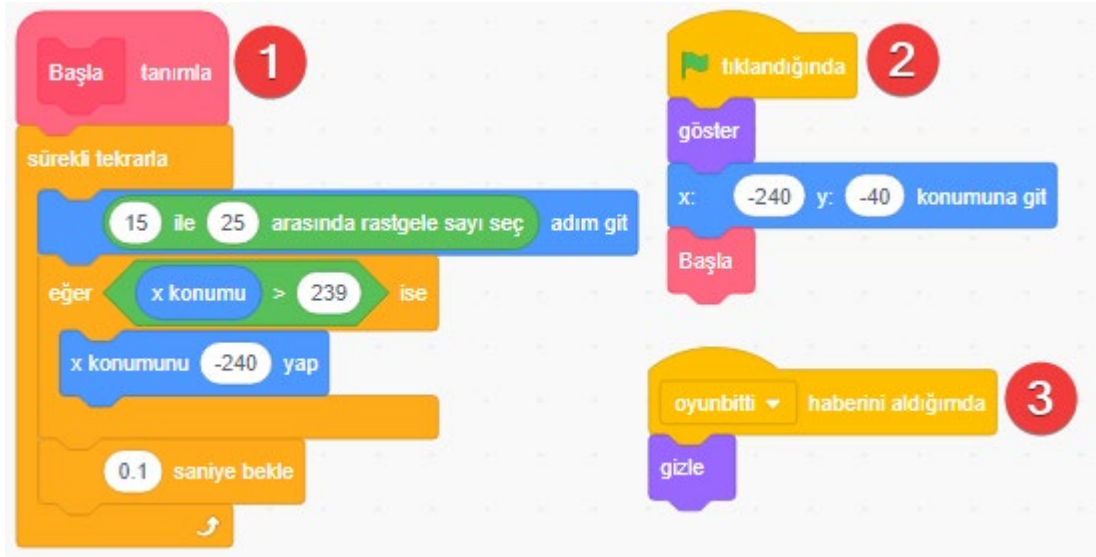 Başla tanımla
1
sürekli tekrarla
15 ile 25 arasında rastgele sayı seç adım git
eğer x konumu > 239 ise
x konumunu -240 yap
0.1 saniye bekle
tıklandığında
2
göster
x: -240 y: -40 konumuna git
Başla
oyunbitti haberini aldığımda
3
gizle